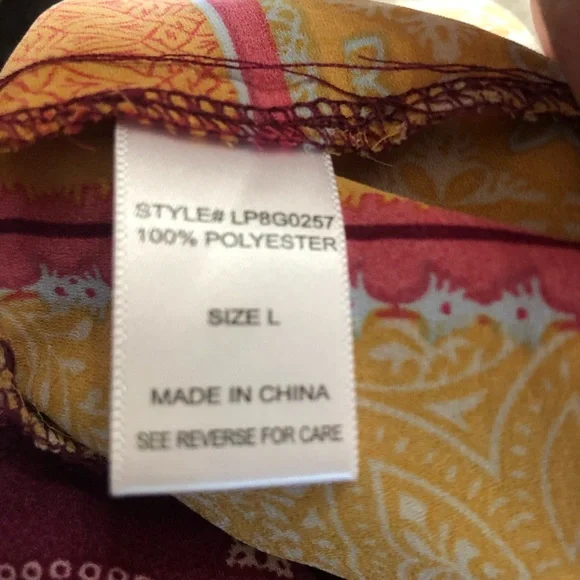 STYLE# LP8G0257
100% POLYESTER
SIZE L
MADE IN CHINA
SEE REVERSE FOR CARE